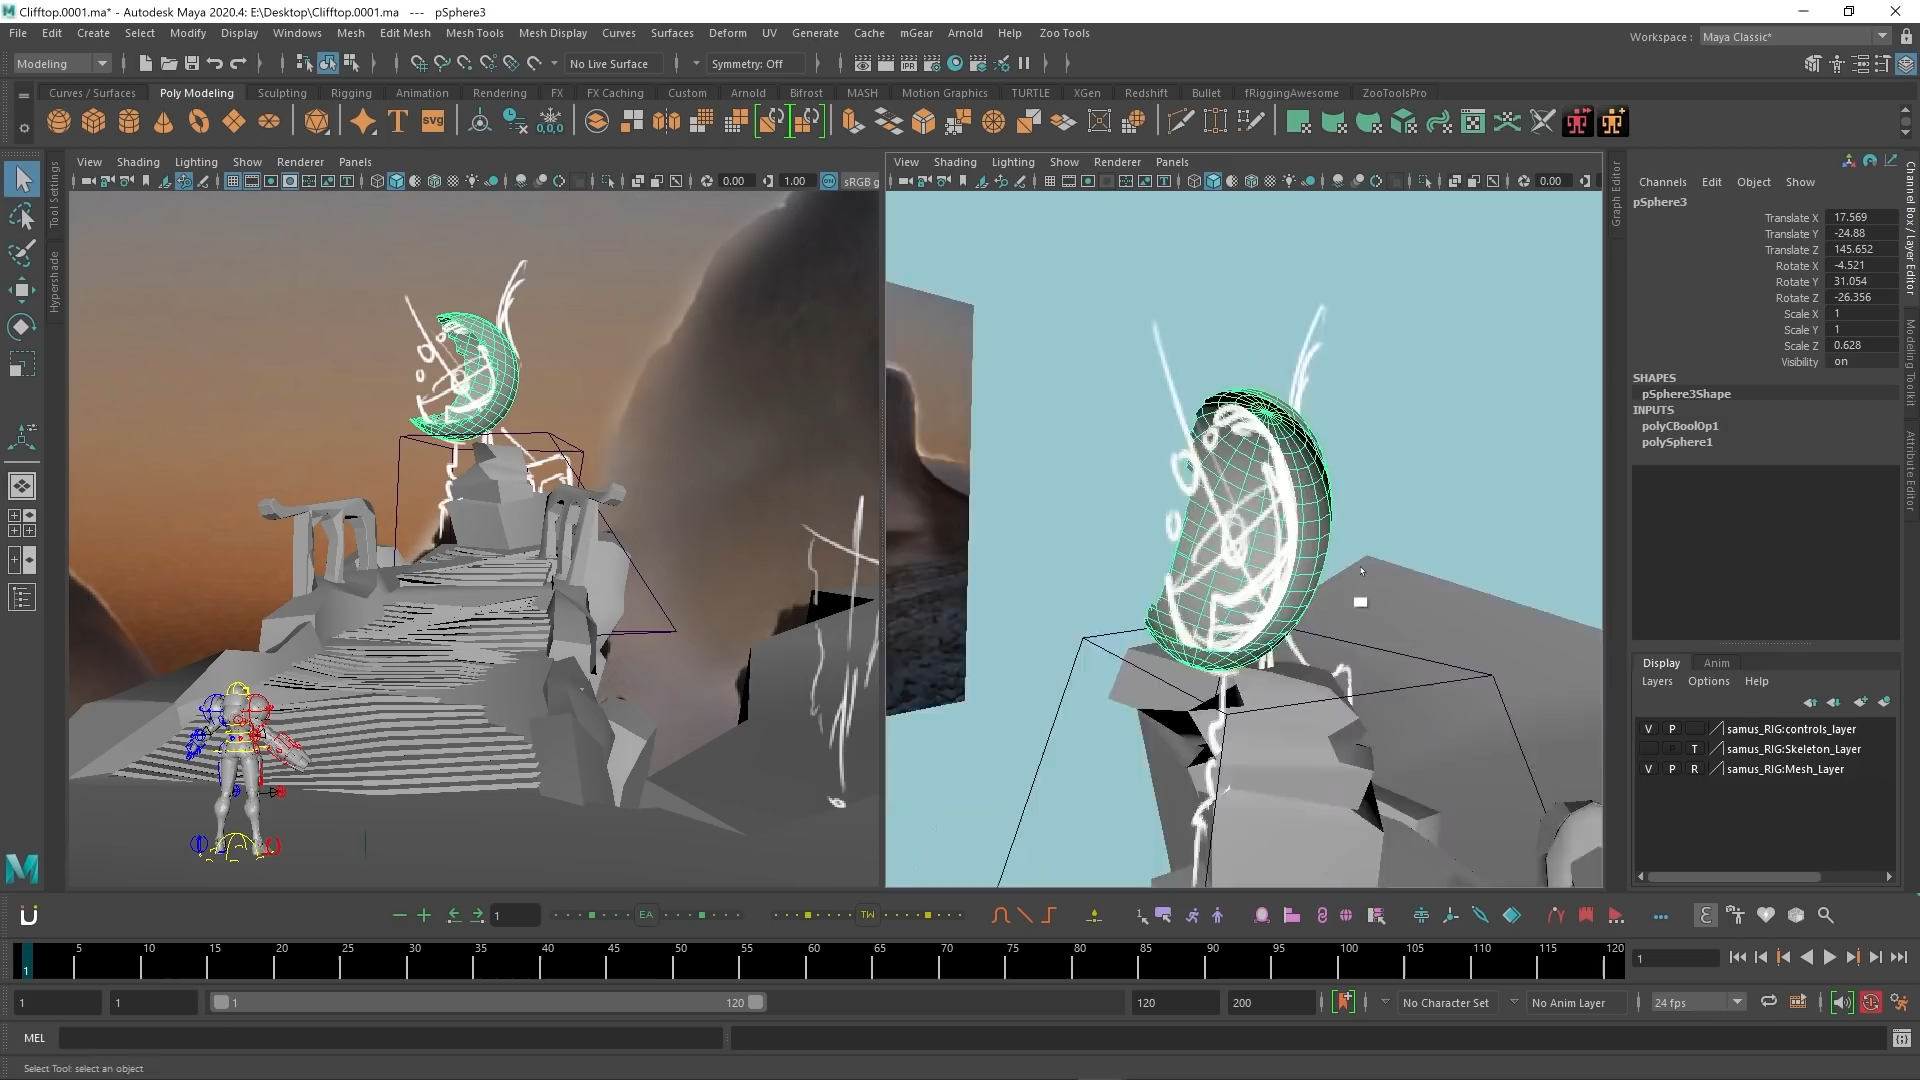 Clifftop.0001.ma* - Autodesk Maya 2020.4: E:\Desktop\Clifftop.0001.ma --- pSphere3
File Edit Create Select Modify Display Windows Mesh Edit Mesh Mesh Tools Mesh Display Curves Surfaces Deform UV Generate Cache mGear Arnold Help Zoo Tools
Workspace : Maya Classic*
Modeling
No Live Surface
Symmetry: Off
IPR
Curves / Surfaces Poly Modeling Sculpting Rigging Animation Rendering FX FX Caching Custom Arnold Bifrost MASH Motion Graphics TURTLE XGen Redshift Bullet fRiggingAwesome ZooToolsPro
T svg 0,0,0
View Shading Lighting Show Renderer Panels
0.00 1.00 ON sRGB g
View Shading Lighting Show Renderer Panels
0.00
Tool Settings
Hypershade
Graph Editor
Channels Edit Object Show
pSphere3
Translate X 17.569
Translate Y -24.88
Translate Z 145.652
Rotate X -4.521
Rotate Y 31.054
Rotate Z -26.356
Scale X 1
Scale Y 1
Scale Z 0.628
Visibility on
SHAPES
pSphere3Shape
INPUTS
polyCBoolOp1
polySphere1
Channel Box / Layer Editor
Modeling Toolkit
Attribute Editor
Display Anim
Layers Options Help
V P samus_RIG:controls_layer
P T samus_RIG:Skeleton_Layer
V P R samus_RIG:Mesh_Layer
1 EA TW
5 10 15 20 25 30 35 40 45 50 55 60 65 70 75 80 85 90 95 100 105 110 115 120
1
1
1 1 1 120 120 200 No Character Set No Anim Layer 24 fps
MEL
Select Tool: select an object